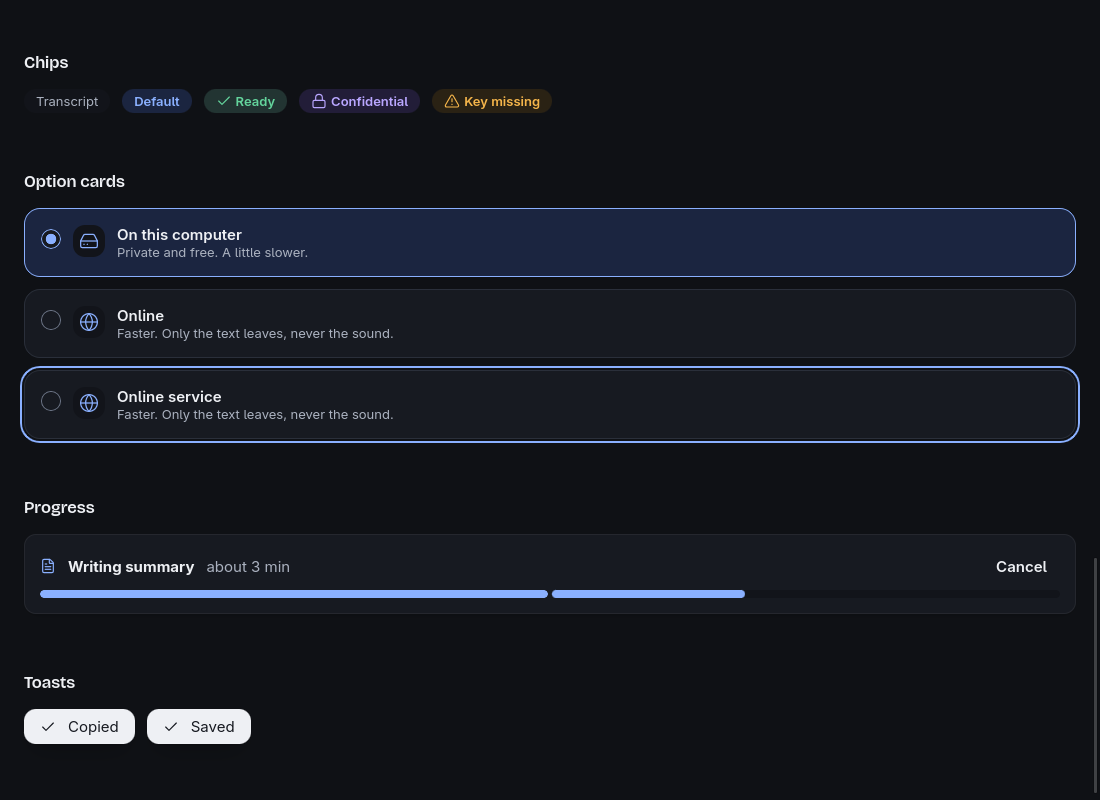 Chips
Transcript Default Ready Confidential Key missing
Option cards
On this computer
Private and free. A little slower.
Online
Faster. Only the text leaves, never the sound.
Online service
Faster. Only the text leaves, never the sound.
Progress
Writing summary about 3 min Cancel
Toasts
Copied Saved